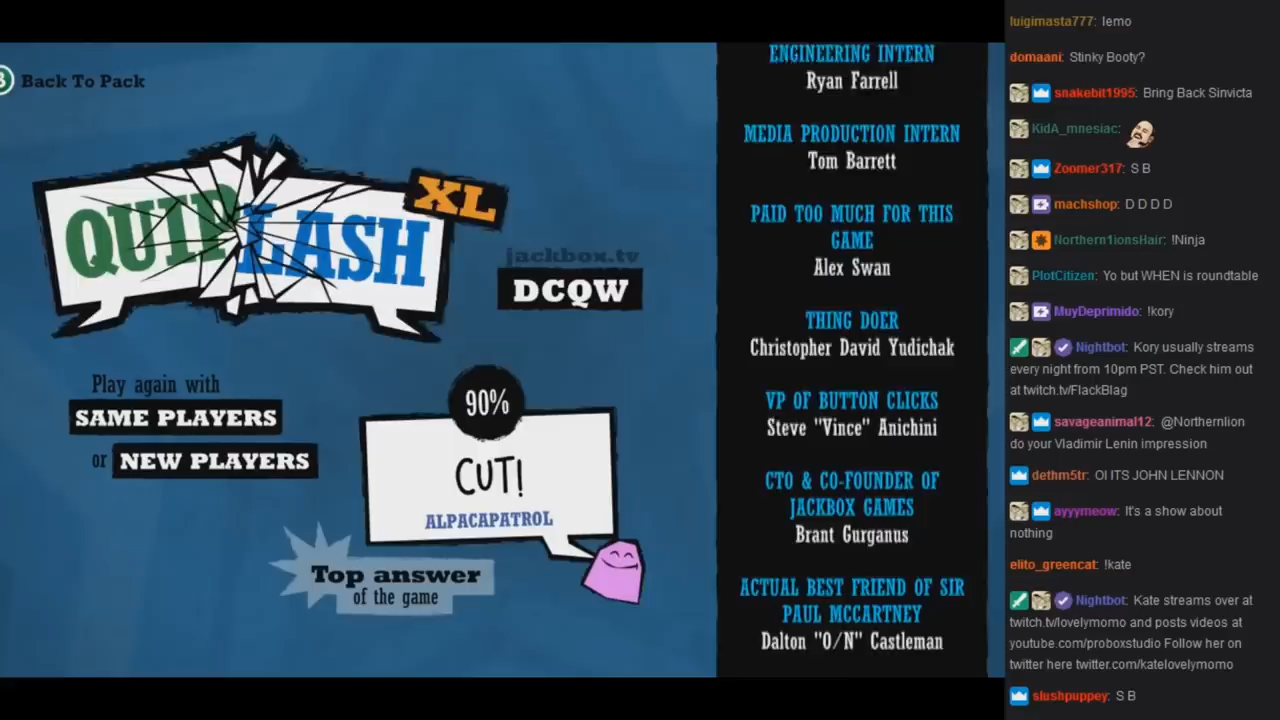 Back To Pack
QUIPLASH
XL
jackbox.tv
DCQW
Play again with
SAME PLAYERS
or NEW PLAYERS
90%
CUT!
ALPACAPATROL
Top answer
of the game
ENGINEERING INTERN
Ryan Farrell
MEDIA PRODUCTION INTERN
Tom Barrett
PAID TOO MUCH FOR THIS
GAME
Alex Swan
THING DOER
Christopher David Yudichak
VP OF BUTTON CLICKS
Steve "Vince" Anichini
CTO & CO-FOUNDER OF
JACKBOX GAMES
Brant Gurganus
ACTUAL BEST FRIEND OF SIR
PAUL MCCARTNEY
Dalton "O/N" Castleman
luigimasta777: lemo
domaani: Stinky Booty?
snakebit1995: Bring Back Sinvicta
KidA_mnesiac:
Zoomer317: S B
machshop: D D D D
Northern1ionsHair: !Ninja
PlotCitizen: Yo but WHEN is roundtable
MuyDeprimido: !kory
Nightbot: Kory usually streams
every night from 10pm PST. Check him out
at twitch.tv/FlackBlag
savageanimal12: @Northernlion
do your Vladimir Lenin impression
dethm5tr: OI ITS JOHN LENNON
ayyymeow: It's a show about
nothing
elito_greencat: !kate
Nightbot: Kate streams over at
twitch.tv/lovelymomo and posts videos at
youtube.com/proboxstudio Follow her on
twitter here twitter.com/katelovelymomo
slushpuppey: S B